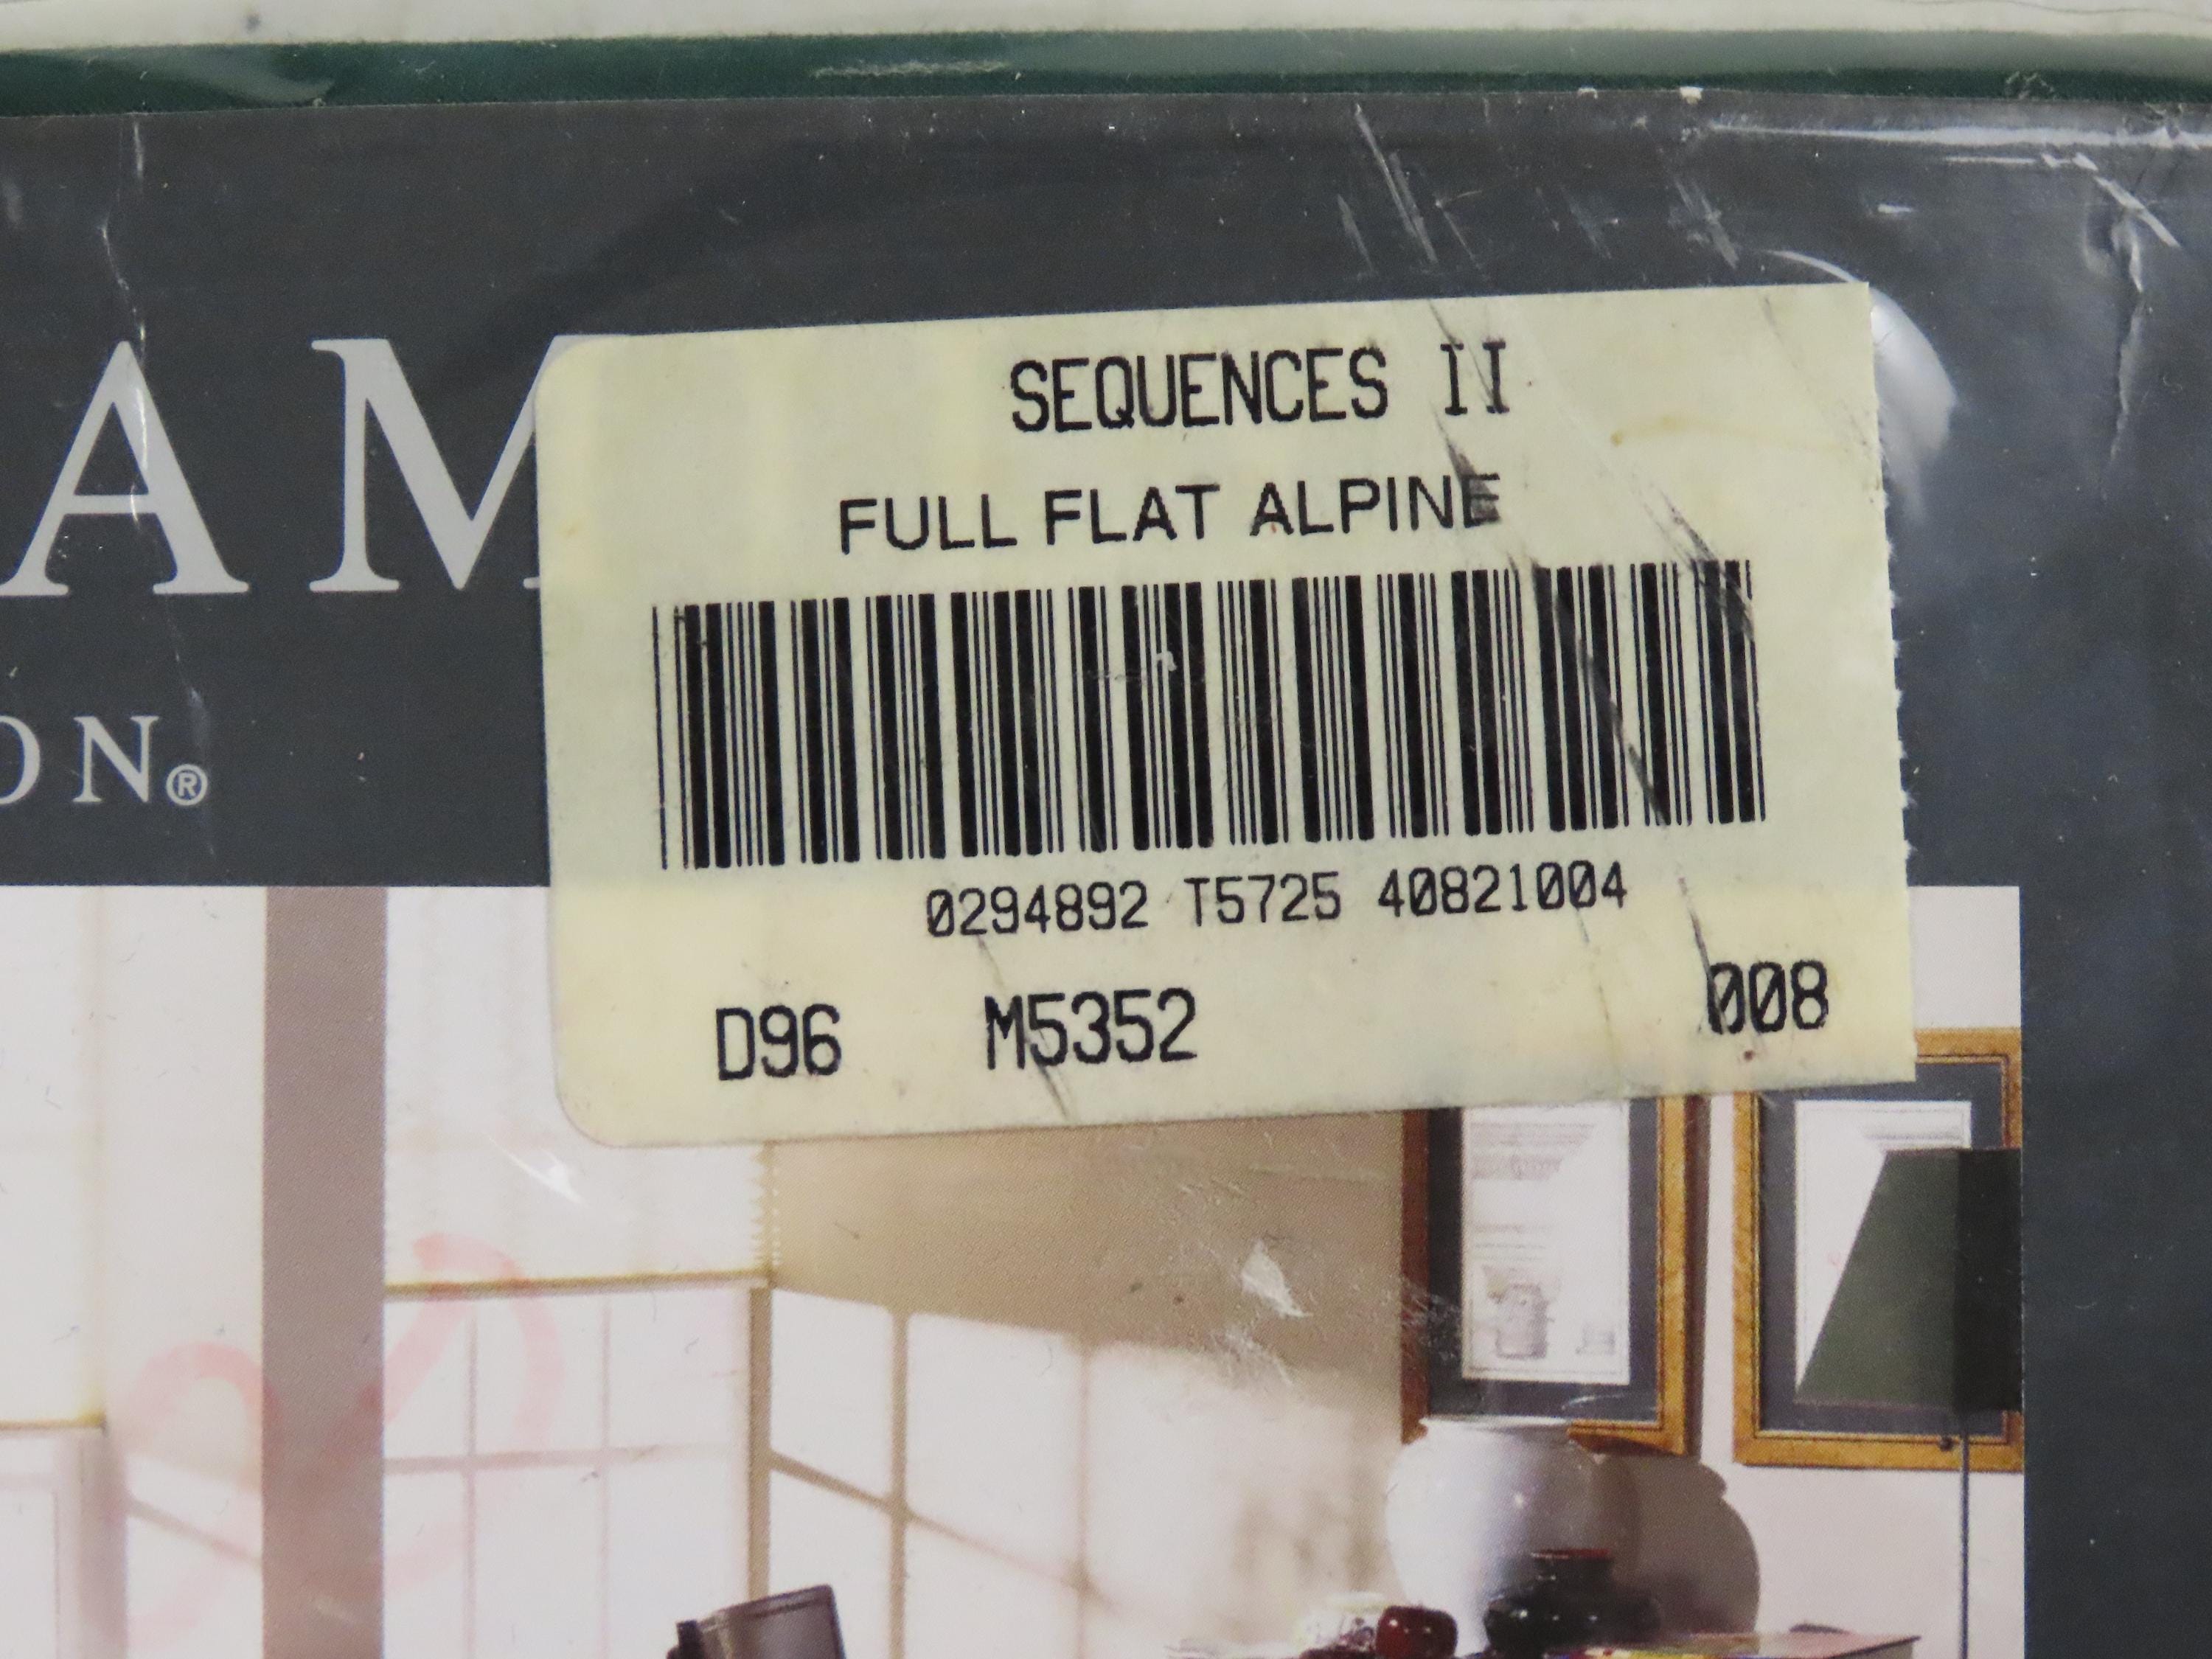 AM
ON®
SEQUENCES II
FULL FLAT ALPINE
0294892 T5725 40821004
D96 M5352 008